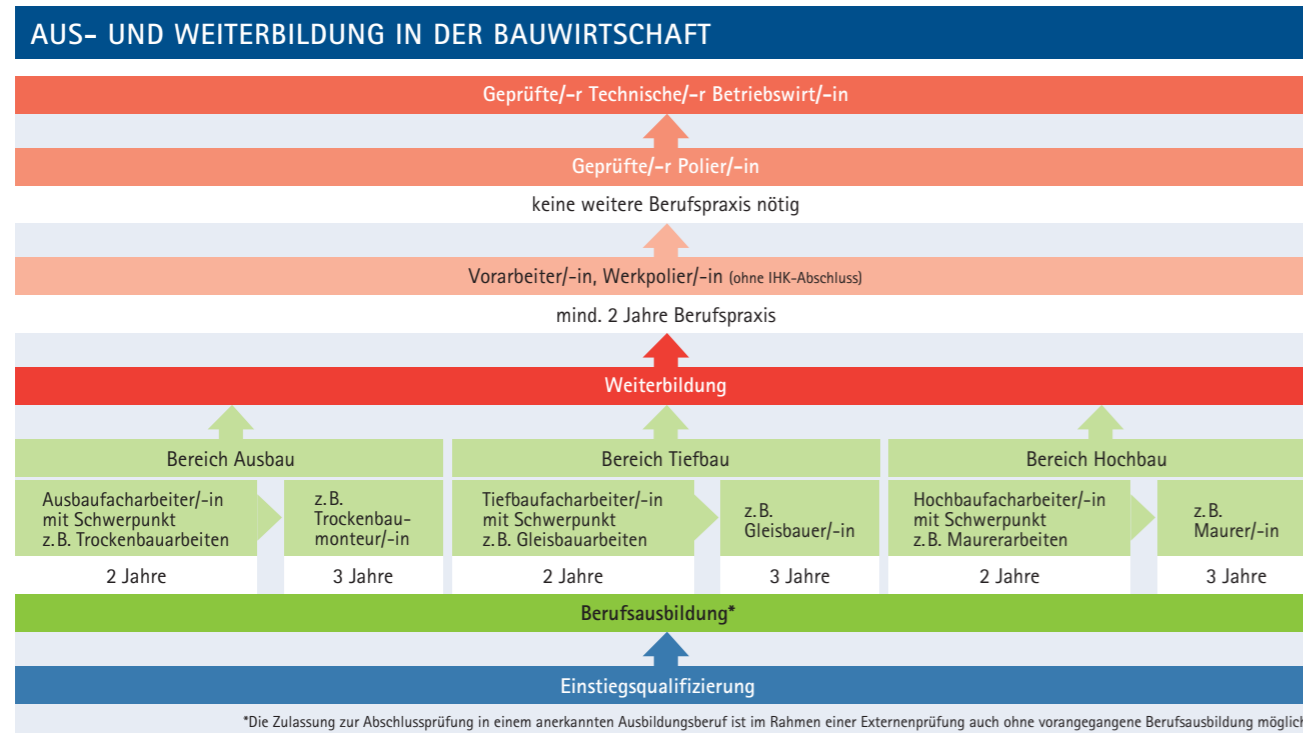 AUS- UND WEITERBILDUNG IN DER BAUWIRTSCHAFT
Geprüfte/-r Technische/-r Betriebswirt/-in
Geprüfte/-r Polier/-in
keine weitere Berufspraxis nötig
Vorarbeiter/-in, Werkpolier/-in (ohne IHK-Abschluss)
mind. 2 Jahre Berufspraxis
Weiterbildung
Bereich Ausbau
Ausbaufacharbeiter/-in
mit Schwerpunkt
z.B. Trockenbauarbeiten
2 Jahre
z.B.
Trockenbau-
monteur/-in
3 Jahre
Bereich Tiefbau
Tiefbaufacharbeiter/-in
mit Schwerpunkt
z.B. Gleisbauarbeiten
2 Jahre
z.B.
Gleisbauer/-in
3 Jahre
Bereich Hochbau
Hochbaufacharbeiter/-in
mit Schwerpunkt
z.B. Maurerarbeiten
2 Jahre
z.B.
Maurer/-in
3 Jahre
Berufsausbildung*
Einstiegsqualifizierung
*Die Zulassung zur Abschlussprüfung in einem anerkannten Ausbildungsberuf ist im Rahmen einer Externenprüfung auch ohne vorangegangene Berufsausbildung möglich